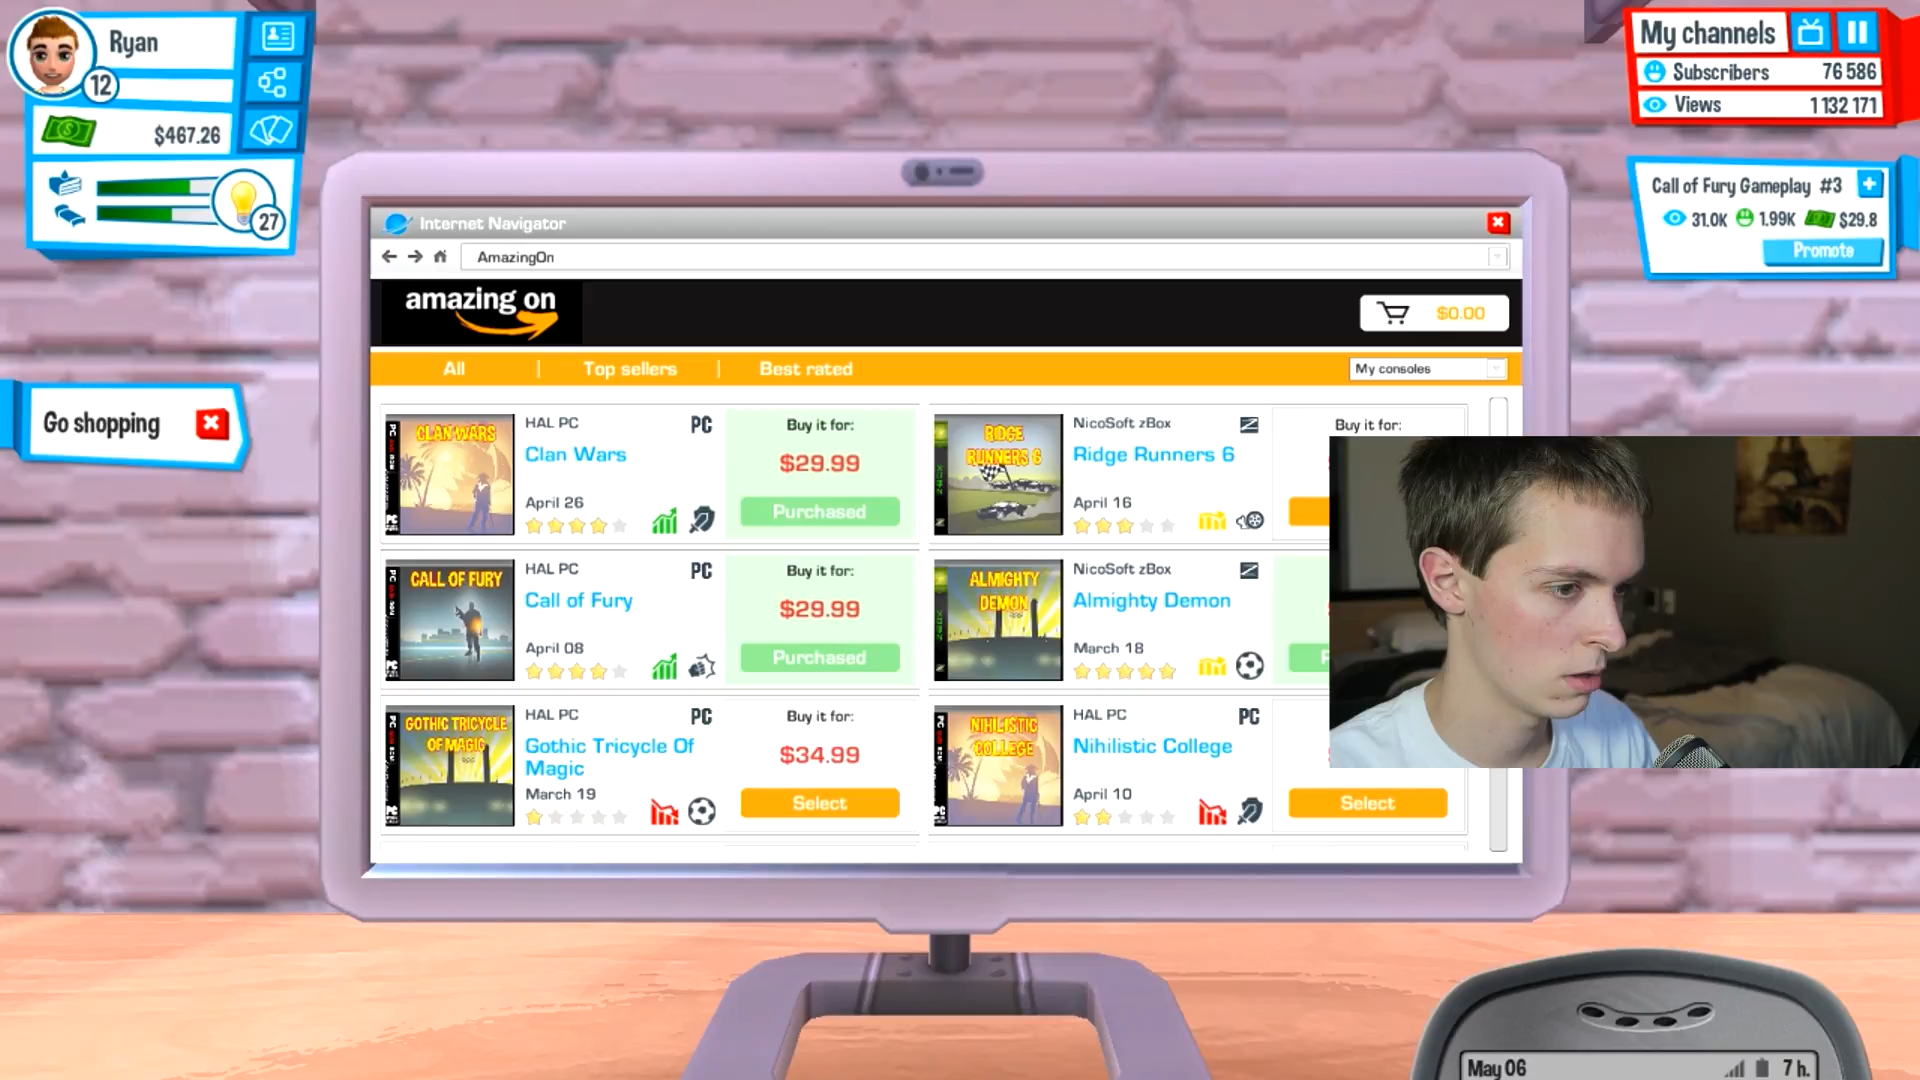 Ryan
12
$467.26
27
My channels
Subscribers 76 586
Views 1 132 171
Call of Fury Gameplay #3
31.0K 1.99K $29.8
Promote
Go shopping
Internet Navigator
AmazingOn
amazing on
$0.00
All | Top sellers | Best rated
My consoles
CLAN WARS
HAL PC
PC
Clan Wars
April 26
Buy it for:
$29.99
Purchased
RIDGE
RUNNERS 6
NicoSoft zBox
Ridge Runners 6
April 16
Buy it for:
CALL OF FURY
HAL PC
PC
Call of Fury
April 08
Buy it for:
$29.99
Purchased
ALMIGHTY
DEMON
NicoSoft zBox
Almighty Demon
March 18
GOTHIC TRICYCLE
OF MAGIC
HAL PC
PC
Gothic Tricycle Of
Magic
March 19
Buy it for:
$34.99
Select
NIHILISTIC
COLLEGE
HAL PC
PC
Nihilistic College
April 10
Select
May 06
7 h.